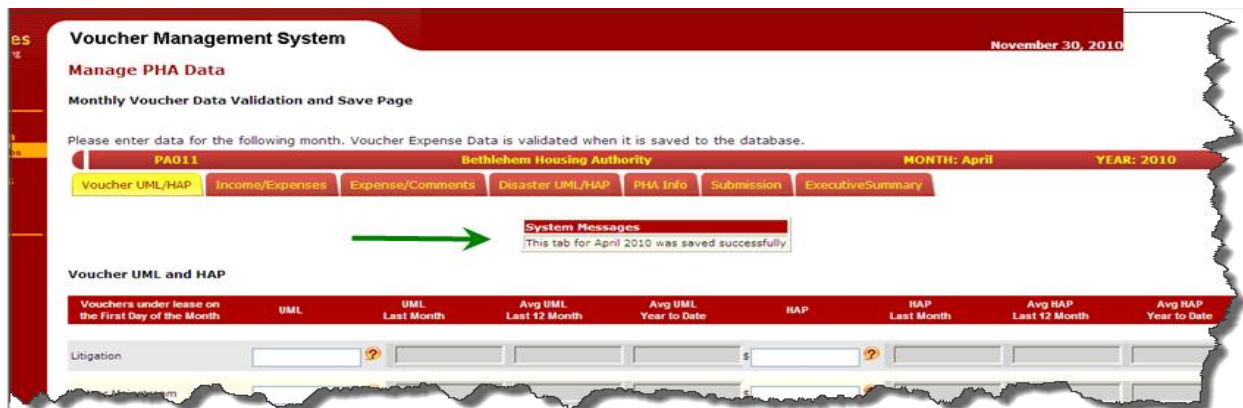 es
Voucher Management System
November 30, 2010
Manage PHA Data
Monthly Voucher Data Validation and Save Page
Please enter data for the following month. Voucher Expense Data is validated when it is saved to the database.
PA011 Bethlehem Housing Authority MONTH: April YEAR: 2010
Voucher UML/HAP Income/Expenses Expense/Comments Disaster UML/HAP PHA Info Submission ExecutiveSummary
System Messages
This tab for April 2010 was saved successfully
Voucher UML and HAP
Vouchers under lease on the First Day of the Month UML UML Last Month Avg UML Last 12 Month Avg UML Year to Date HAP HAP Last Month Avg HAP Last 12 Month Avg HAP Year to Date
Litigation ? $ ?
$